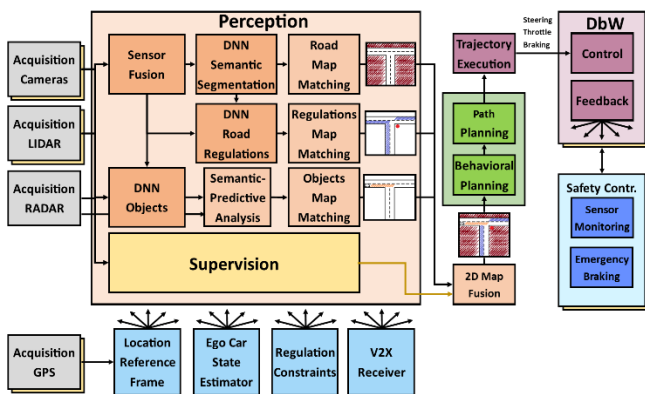 Perception
Acquisition
Cameras
Acquisition
LIDAR
Acquisition
RADAR
Sensor
Fusion
DNN
Semantic
Segmentation
Road
Map
Matching
DNN
Road
Regulations
Regulations
Map
Matching
DNN
Objects
Semantic-
Predictive
Analysis
Objects
Map
Matching
Supervision
Trajectory
Execution
Path
Planning
Behavioral
Planning
2D Map
Fusion
Steering
Throttle
Braking
DbW
Control
Feedback
Safety Contr.
Sensor
Monitoring
Emergency
Braking
Acquisition
GPS
Location
Reference
Frame
Ego Car
State
Estimator
Regulation
Constraints
V2X
Receiver